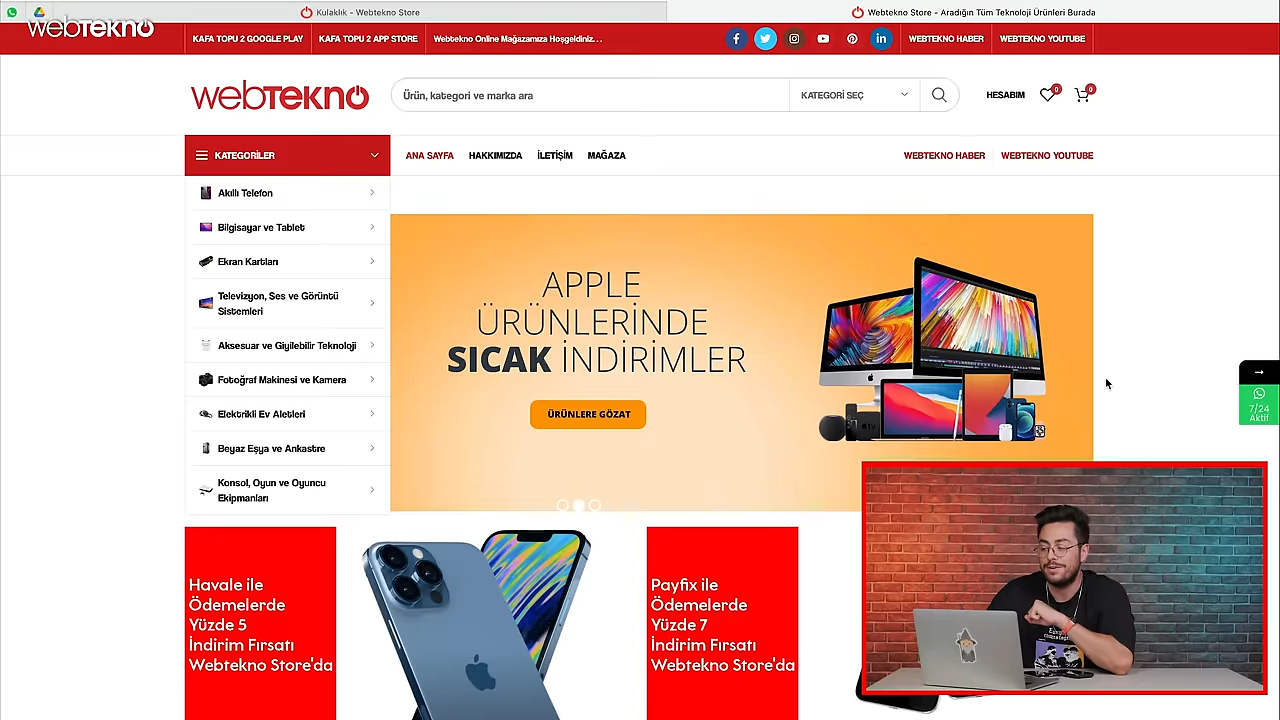 Kulaklık - Webtekno Store
Webtekno Store - Aradığın Tüm Teknoloji Ürünleri Burada
webTEKNO
KAFA TOPU 2 GOOGLE PLAY
KAFA TOPU 2 APP STORE
Webtekno Online Mağazamıza Hoşgeldiniz...
WEBTEKNO HABER
WEBTEKNO YOUTUBE
webTEKNO
Ürün, kategori ve marka ara
KATEGORİ SEÇ
HESABIM
0
0
KATEGORİLER
ANA SAYFA
HAKKIMIZDA
İLETİŞİM
MAĞAZA
WEBTEKNO HABER
WEBTEKNO YOUTUBE
Akıllı Telefon
Bilgisayar ve Tablet
Ekran Kartları
Televizyon, Ses ve Görüntü
Sistemleri
Aksesuar ve Giyilebilir Teknoloji
Fotoğraf Makinesi ve Kamera
Elektrikli Ev Aletleri
Beyaz Eşya ve Ankastre
Konsol, Oyun ve Oyuncu
Ekipmanları
APPLE
ÜRÜNLERİNDE
SICAK İNDİRİMLER
ÜRÜNLERE GÖZAT
7/24
Aktif
Havale ile
Ödemelerde
Yüzde 5
İndirim Fırsatı
Webtekno Store'da
Payfix ile
Ödemelerde
Yüzde 7
İndirim Fırsatı
Webtekno Store'da